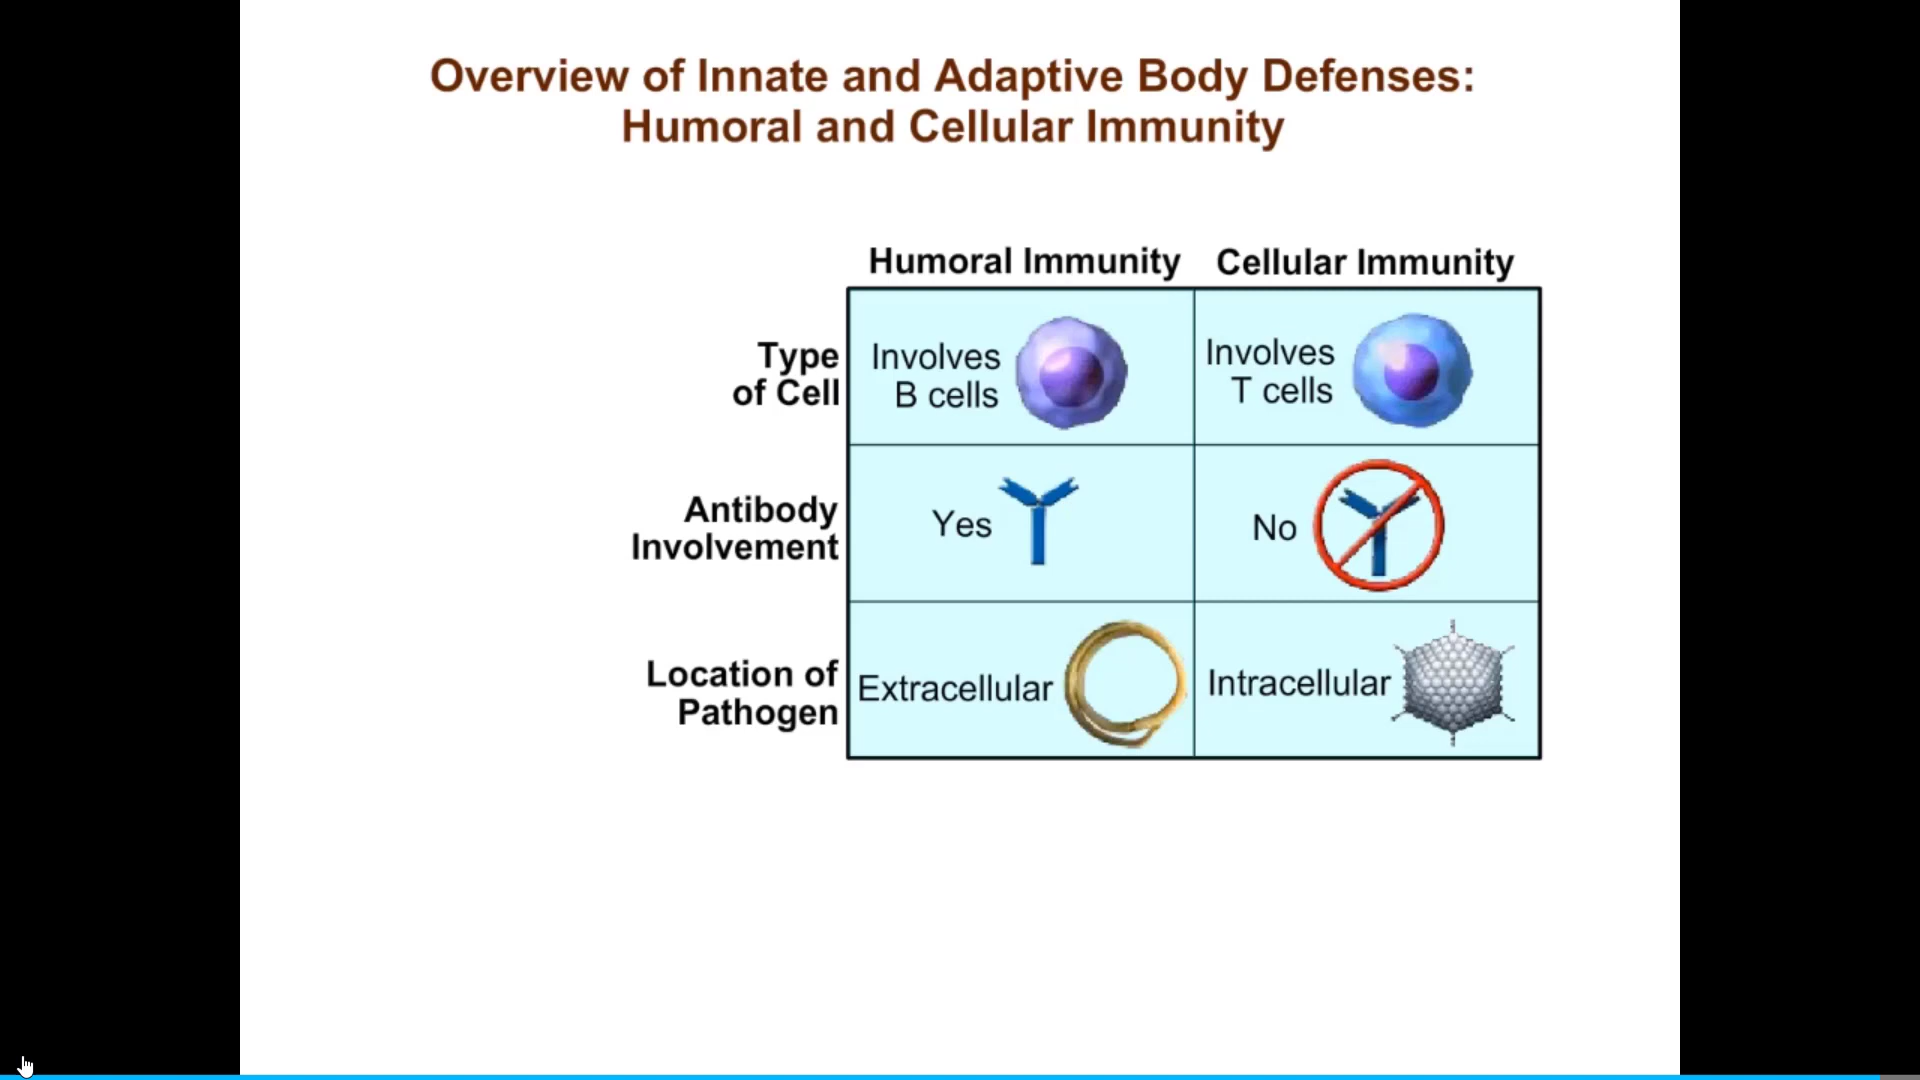 Overview of Innate and Adaptive Body Defenses:
Humoral and Cellular Immunity
Humoral Immunity
Cellular Immunity
Type
of Cell
Involves
B cells
Involves
T cells
Antibody
Involvement
Yes
No
Location of
Pathogen
Extracellular
Intracellular